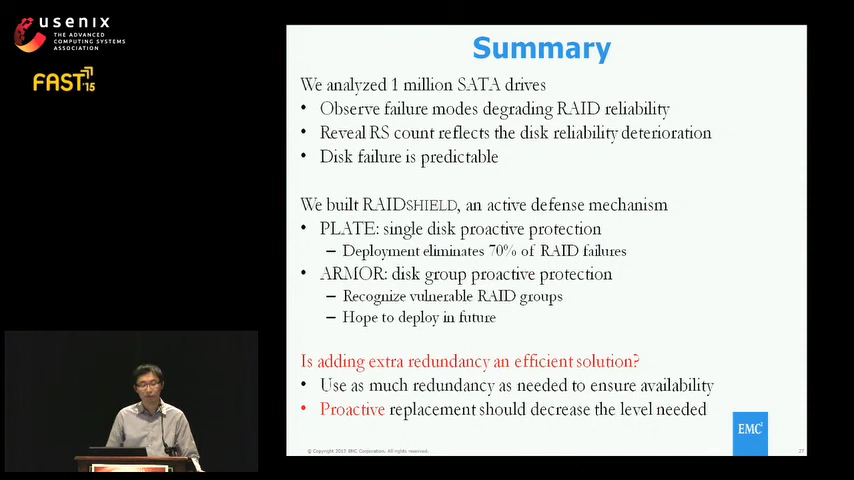 usenix
THE ADVANCED
COMPUTING SYSTEMS
ASSOCIATION
FAST '15
Summary
We analyzed 1 million SATA drives
• Observe failure modes degrading RAID reliability
• Reveal RS count reflects the disk reliability deterioration
• Disk failure is predictable
We built RAIDSHIELD, an active defense mechanism
• PLATE: single disk proactive protection
– Deployment eliminates 70% of RAID failures
• ARMOR: disk group proactive protection
– Recognize vulnerable RAID groups
– Hope to deploy in future
Is adding extra redundancy an efficient solution?
• Use as much redundancy as needed to ensure availability
• Proactive replacement should decrease the level needed
EMC²
© Copyright 2015 EMC Corporation. All rights reserved.
27